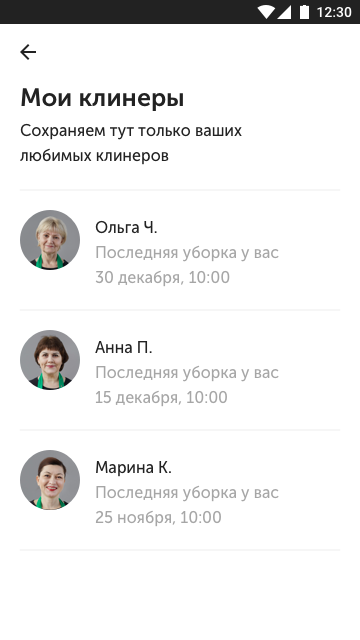 12:30
Мои клинеры
Сохраняем тут только ваших
любимых клинеров
Ольга Ч.
Последняя уборка у вас
30 декабря, 10:00
Анна П.
Последняя уборка у вас
15 декабря, 10:00
Марина К.
Последняя уборка у вас
25 ноября, 10:00